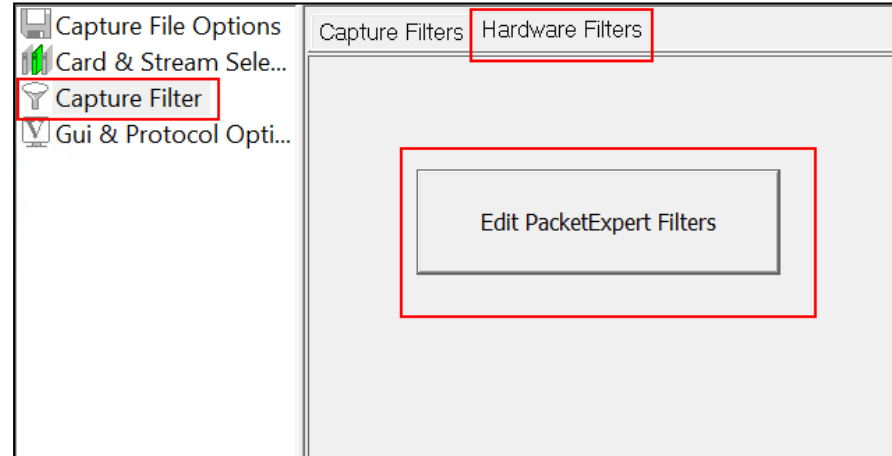 Capture File Options
Card & Stream Sele...
Capture Filter
Gui & Protocol Opti...
Capture Filters
Hardware Filters
Edit PacketExpert Filters